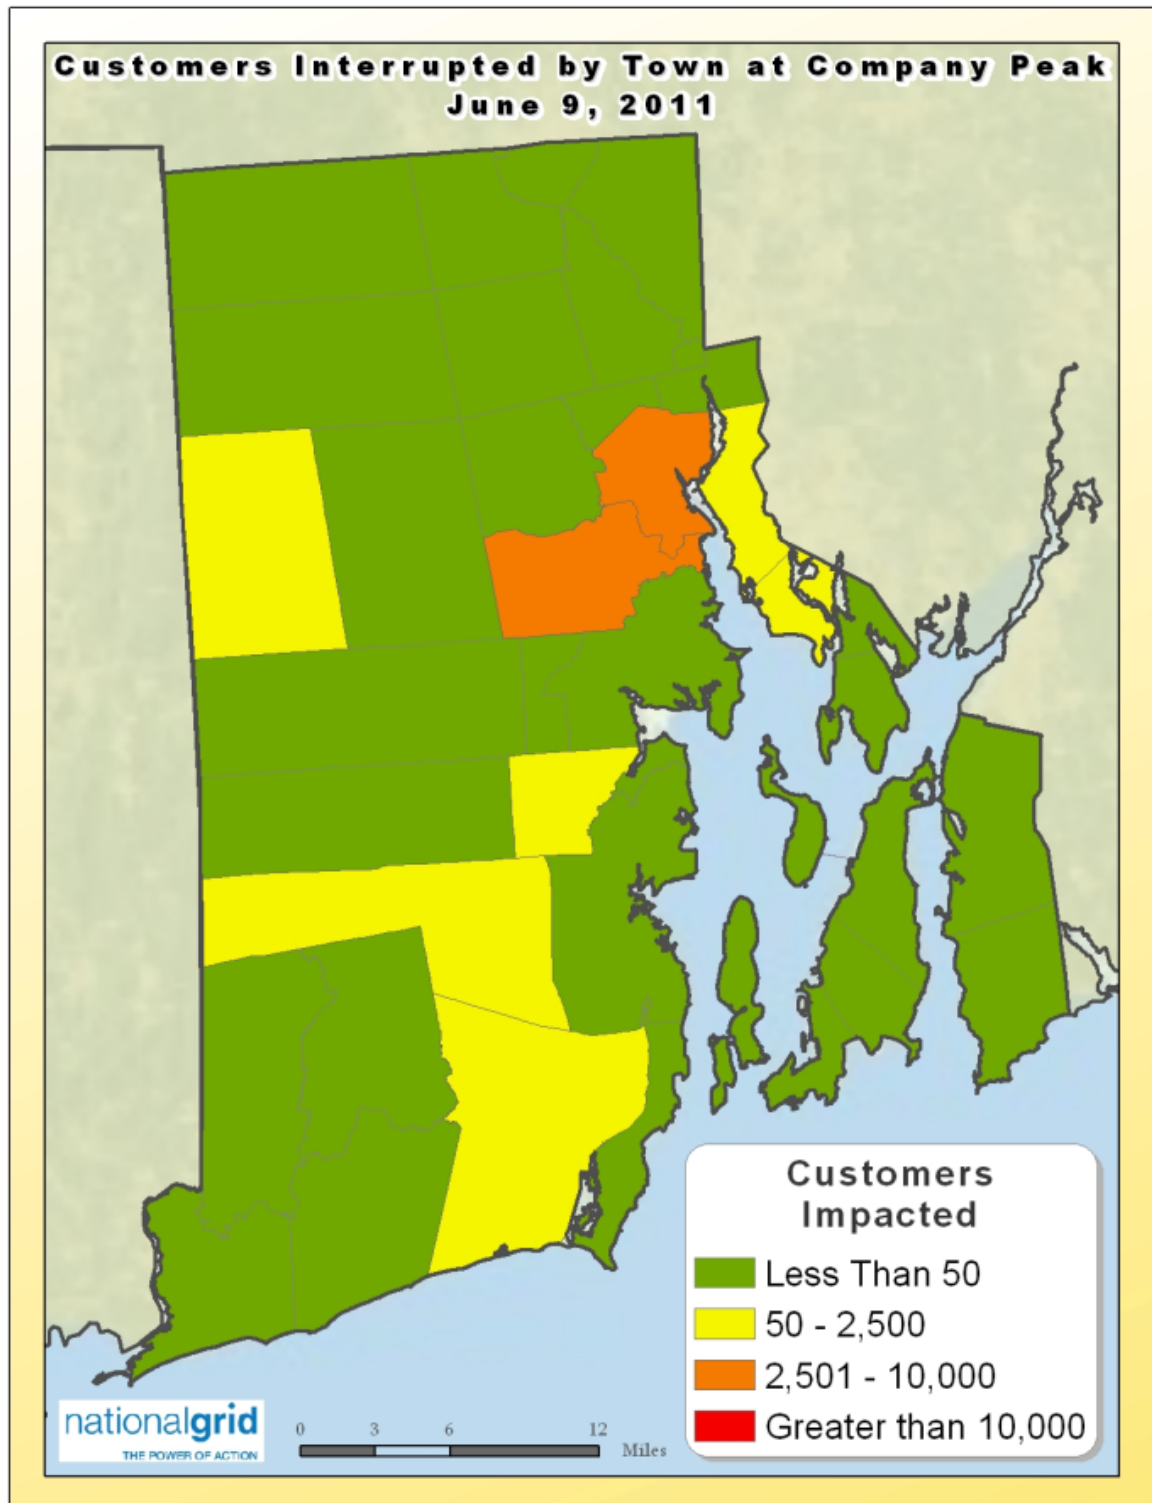 Customers Interrupted by Town at Company Peak
June 9, 2011
Customers
Impacted
Less Than 50
50 - 2,500
2,501 - 10,000
Greater than 10,000
nationalgrid
THE POWER OF ACTION
0 3 6 12
Miles